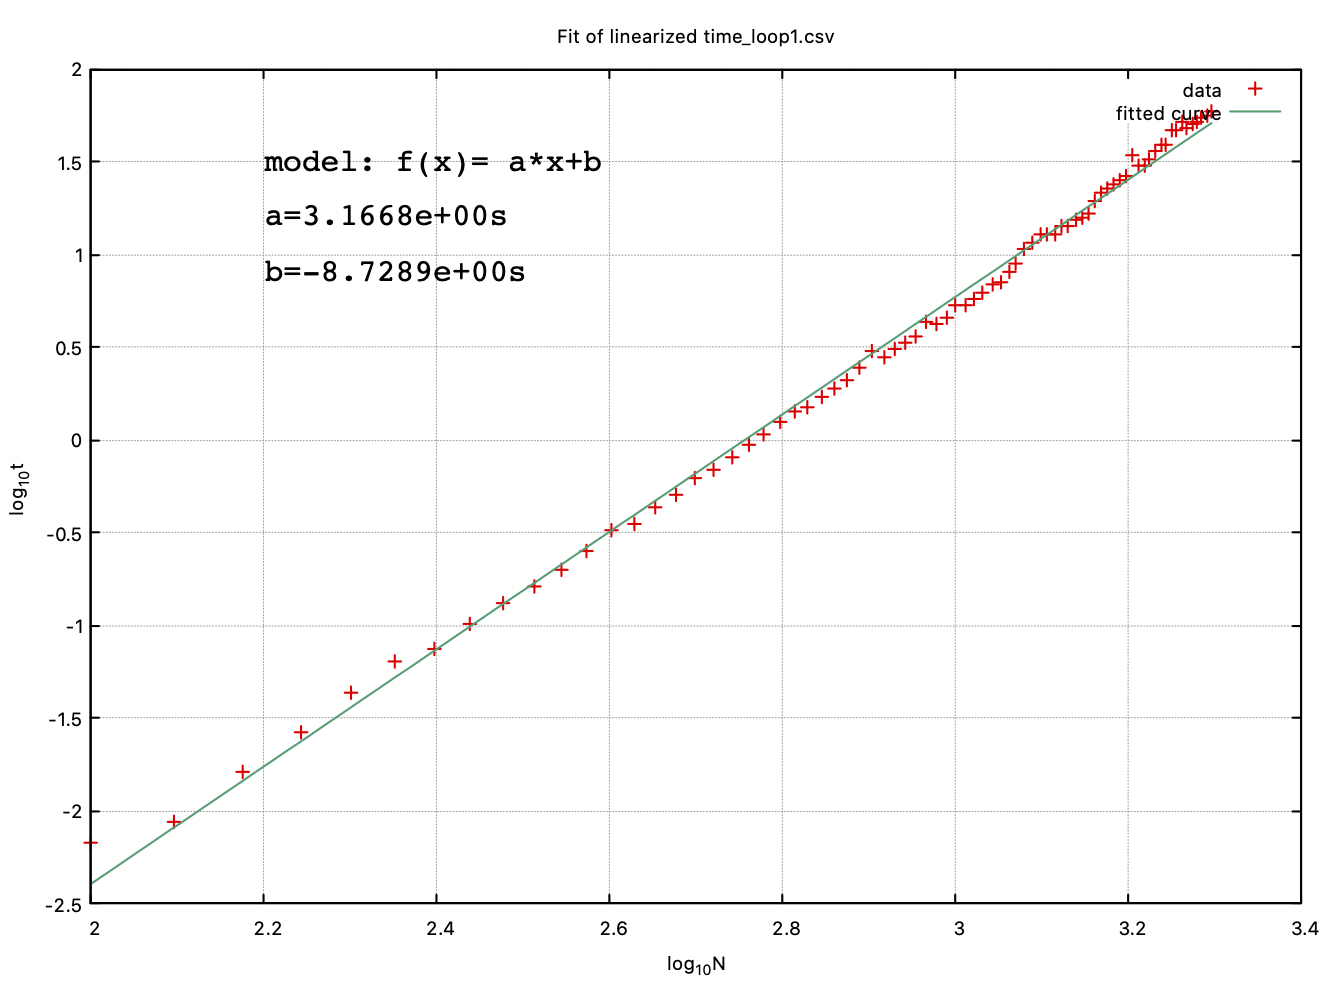 Fit of linearized time_loop1.csv
2
1.5
1
0.5
0
-0.5
-1
-1.5
-2
-2.5
log10t
data
fitted curve
model: f(x)= a*x+b
a=3.1668e+00s
b=-8.7289e+00s
2
2.2
2.4
2.6
2.8
3
3.2
3.4
log10N